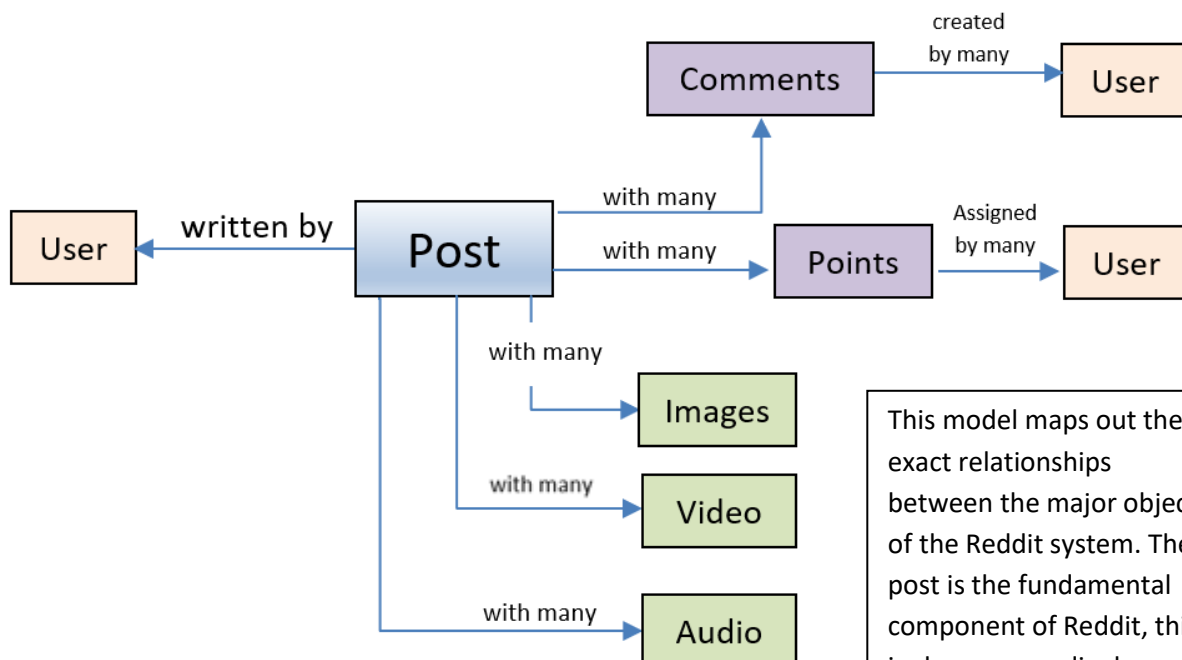 created
by many
Comments
User
with many
User
written by
Post
with many
Points
Assigned
by many
User
with many
Images
with many
Video
with many
Audio
This model maps out the
exact relationships
between the major
of the Reddit system.
post is the fundamental
component of Reddit,